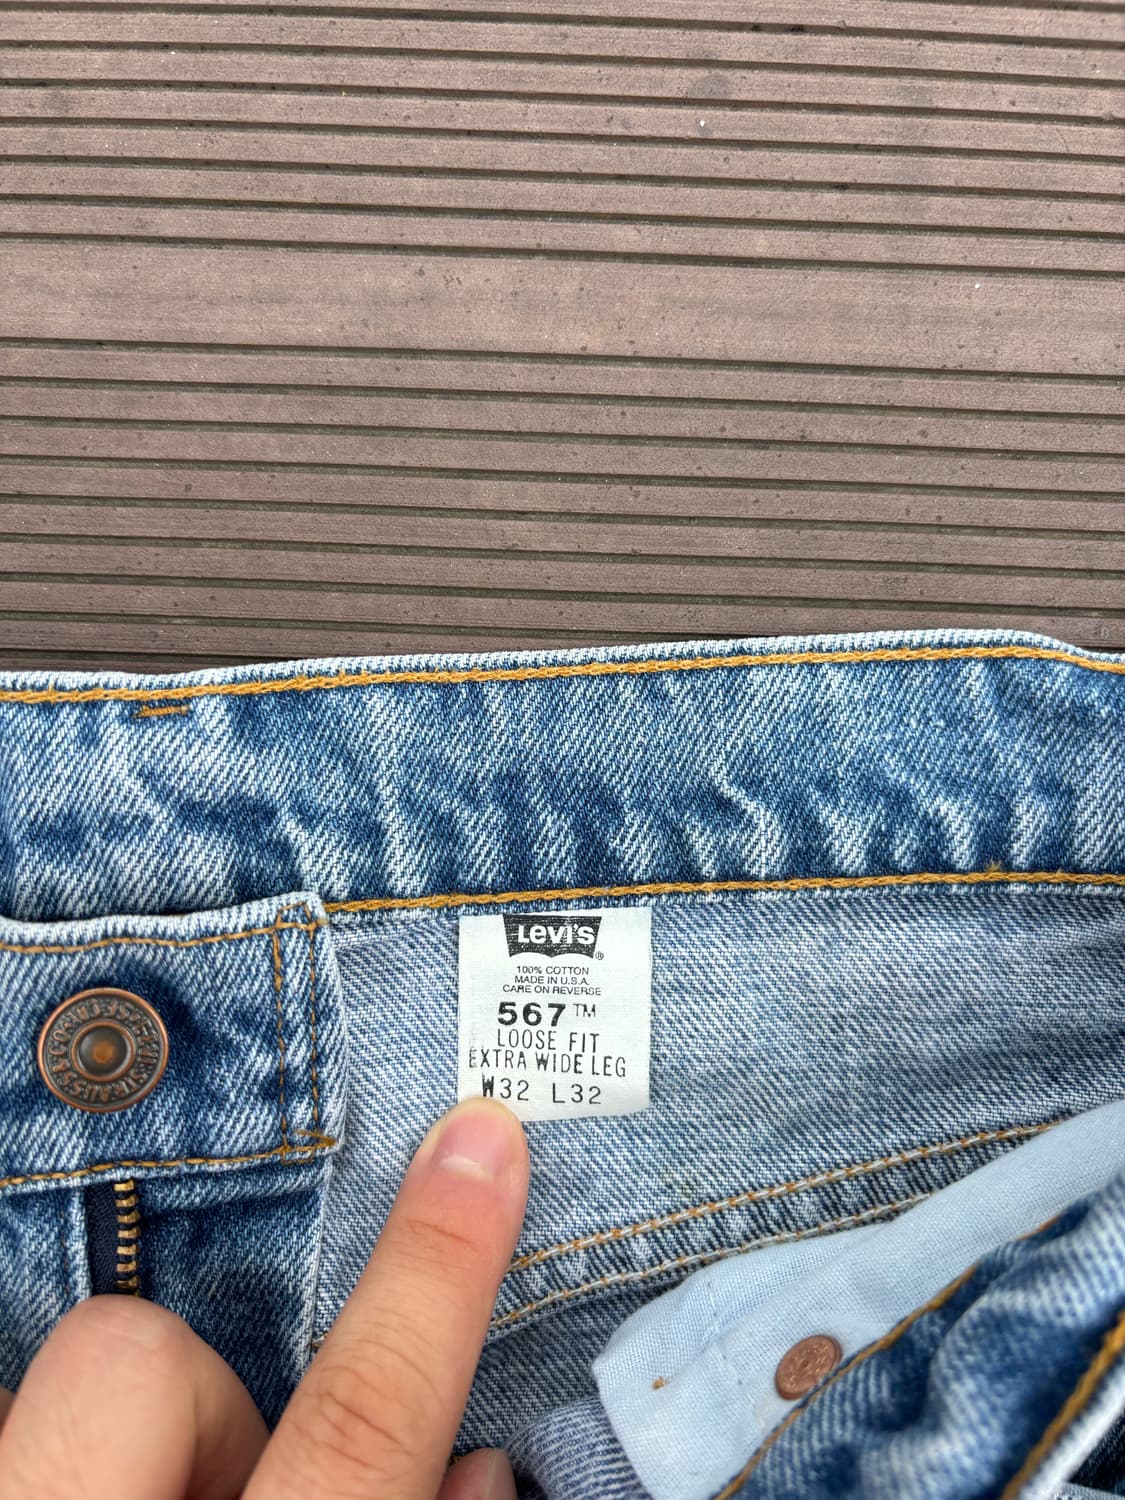 Levi's®
100% COTTON
MADE IN U.S.A.
CARE ON REVERSE
567™
LOOSE FIT
EXTRA WIDE LEG
W32 L32